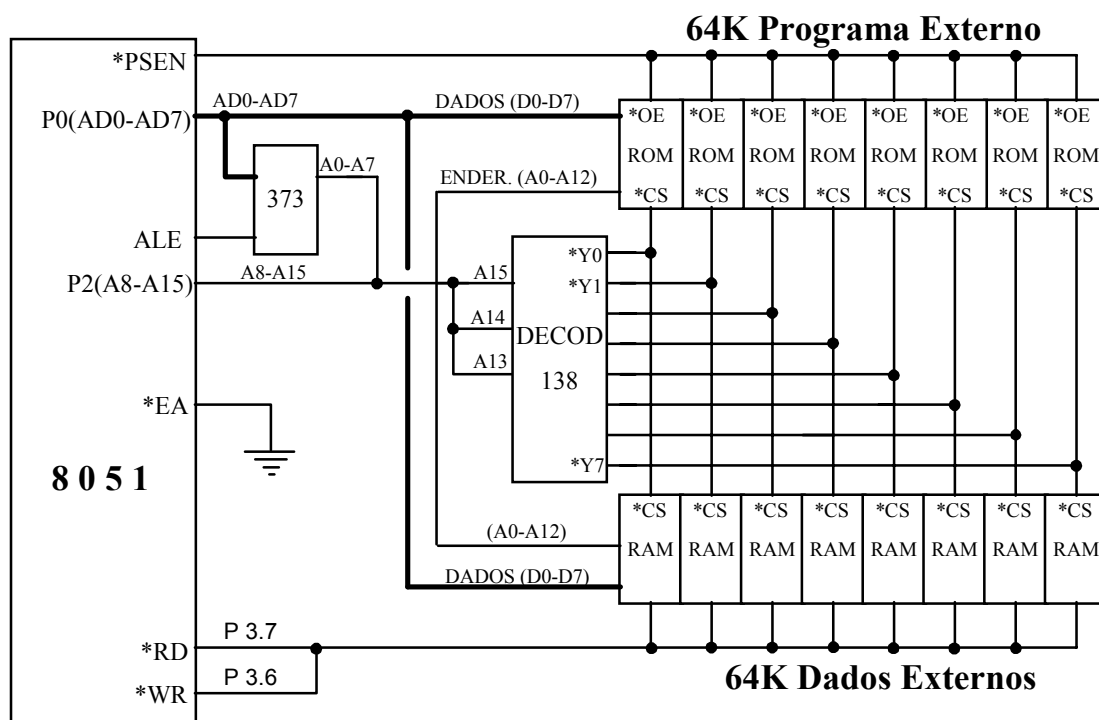 64K Programa Externo
*PSEN
AD0-AD7
DADOS (D0-D7)
P0(AD0-AD7)
*OE *OE *OE *OE *OE *OE *OE *OE
ROM ROM ROM ROM ROM ROM ROM ROM
*CS *CS *CS *CS *CS *CS *CS *CS
A0-A7
ENDER. (A0-A12)
373
ALE
*Y0
A8-A15
A15
P2(A8-A15)
*Y1
A14
DECOD
A13
138
*EA
*Y7
8 0 5 1
*CS *CS *CS *CS *CS *CS *CS *CS
(A0-A12)
RAM RAM RAM RAM RAM RAM RAM RAM
DADOS (D0-D7)
P 3.7
*RD
P 3.6
*WR
64K Dados Externos